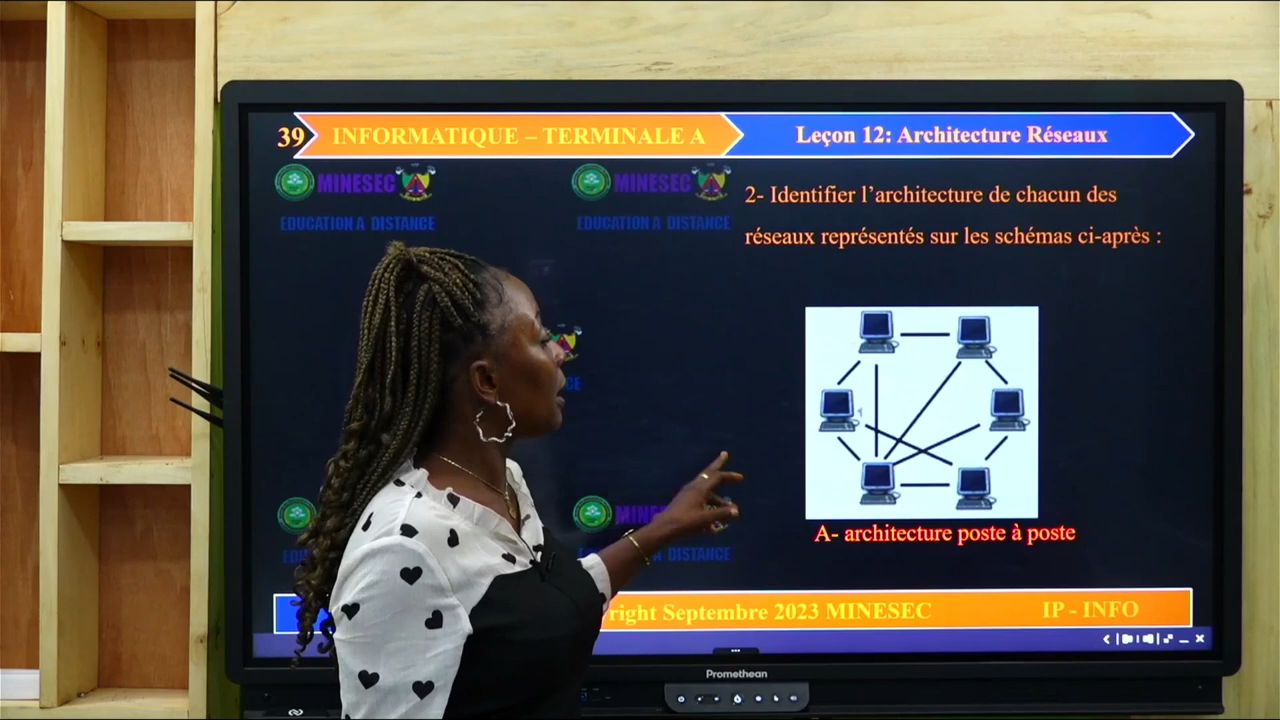 39 INFORMATIQUE – TERMINALE A
Leçon 12: Architecture Réseaux
MINESEC
EDUCATION A DISTANCE
MINESEC
EDUCATION A DISTANCE
2- Identifier l'architecture de chacun des
réseaux représentés sur les schémas ci-après :
A- architecture poste à poste
A DISTANCE
right Septembre 2023 MINESEC
IP - INFO
Promethean